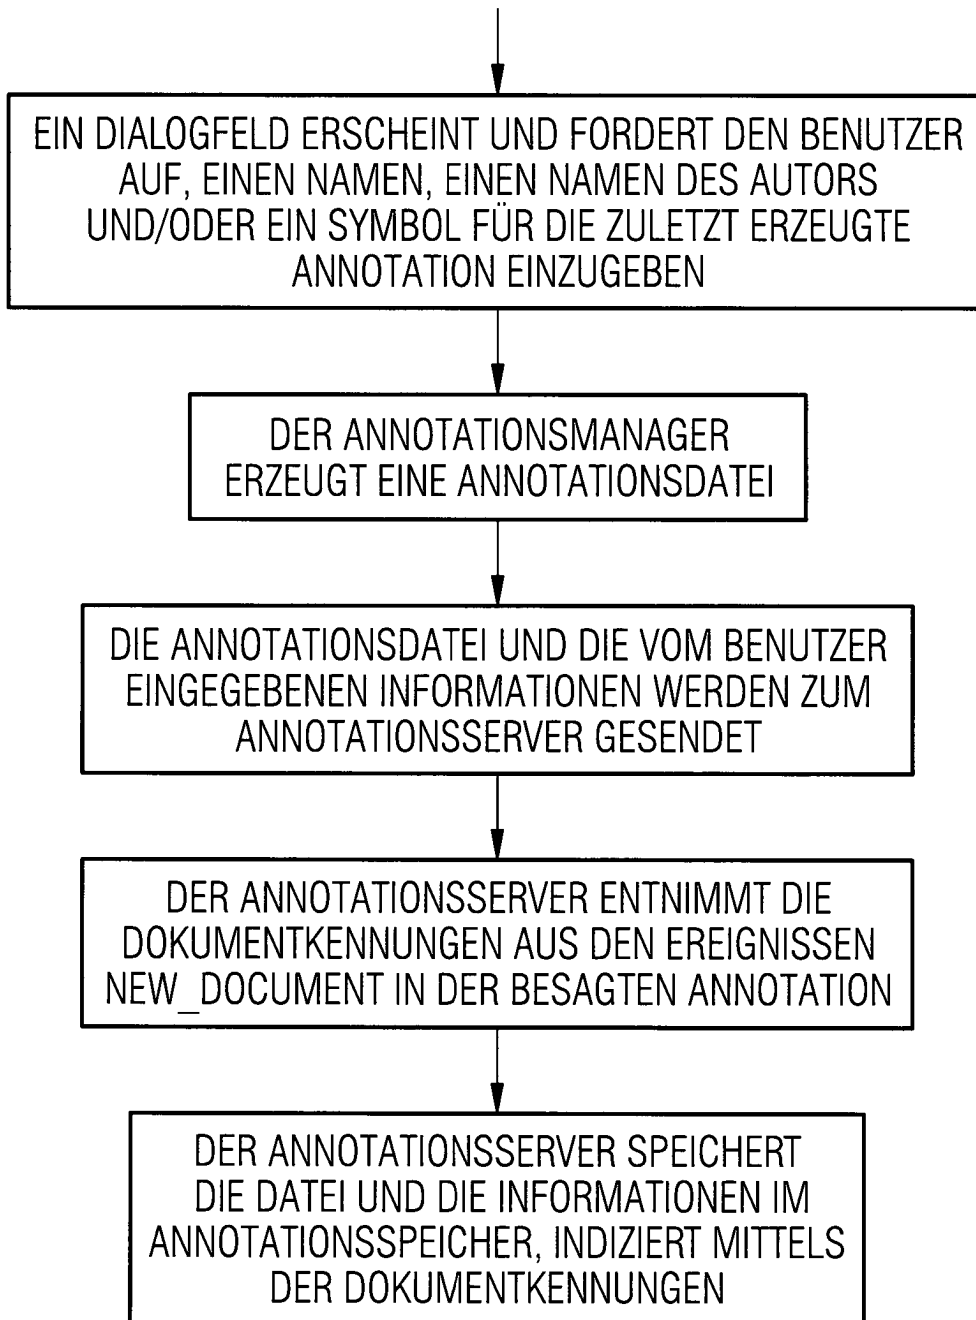 EIN DIALOGFELD ERSCHEINT UND FORDERT DEN BENUTZER
AUF, EINEN NAMEN, EINEN NAMEN DES AUTORS
UND/ODER EIN SYMBOL FÜR DIE ZULETZT ERZEUGTE
ANNOTATION EINZUGEBEN
DER ANNOTATIONSMANAGER
ERZEUGT EINE ANNOTATIONSDATEI
DIE ANNOTATIONSDATEI UND DIE VOM BENUTZER
EINGEGEBENEN INFORMATIONEN WERDEN ZUM
ANNOTATIONSSERVER GESENDET
DER ANNOTATIONSSERVER ENTNIMMT DIE
DOKUMENTKENNUNGEN AUS DEN EREIGNISSEN
NEW_DOCUMENT IN DER BESAGTEN ANNOTATION
DER ANNOTATIONSSERVER SPEICHERT
DIE DATEI UND DIE INFORMATIONEN IM
ANNOTATIONSSPEICHER, INDIZIERT MITTELS
DER DOKUMENTKENNUNGEN